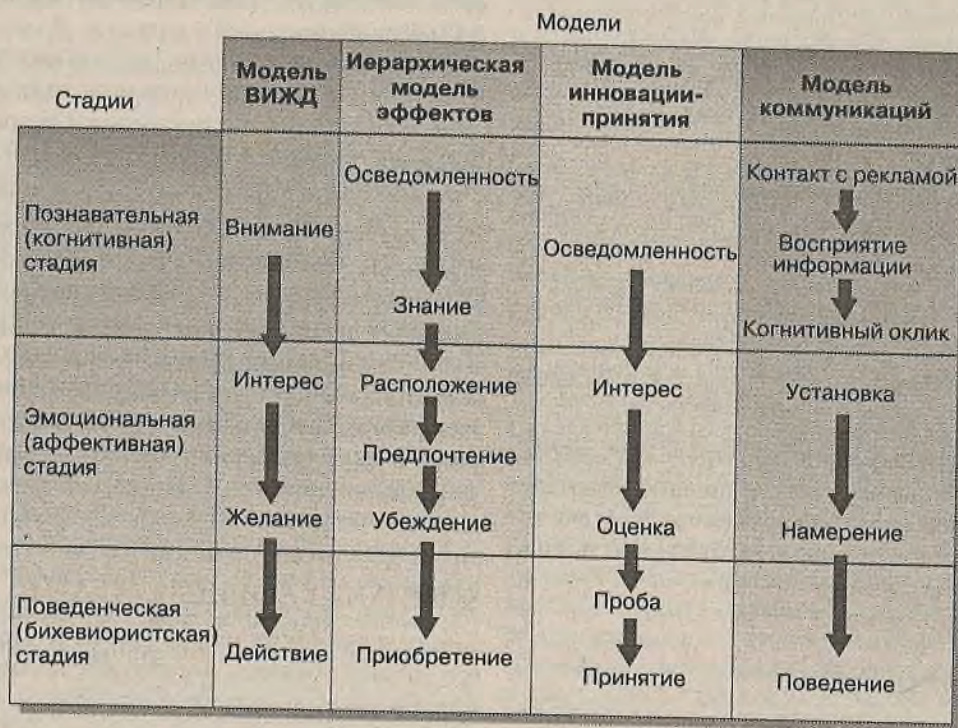 Модели
Стадии
Модель
ВИЖД
Иерархическая
модель
эффектов
Модель
инновации-
принятия
Модель
коммуникаций
Познавательная
(когнитивная)
стадия
Внимание
Осведомленность
Знание
Осведомленность
Контакт с рекламой
Восприятие
информации
Когнитивный оклик
Эмоциональная
(аффективная)
стадия
Интерес
Желание
Расположение
Предпочтение
Убеждение
Интерес
Оценка
Установка
Намерение
Поведенческая
(бихевиористская)
стадия
Действие
Приобретение
Проба
Принятие
Поведение